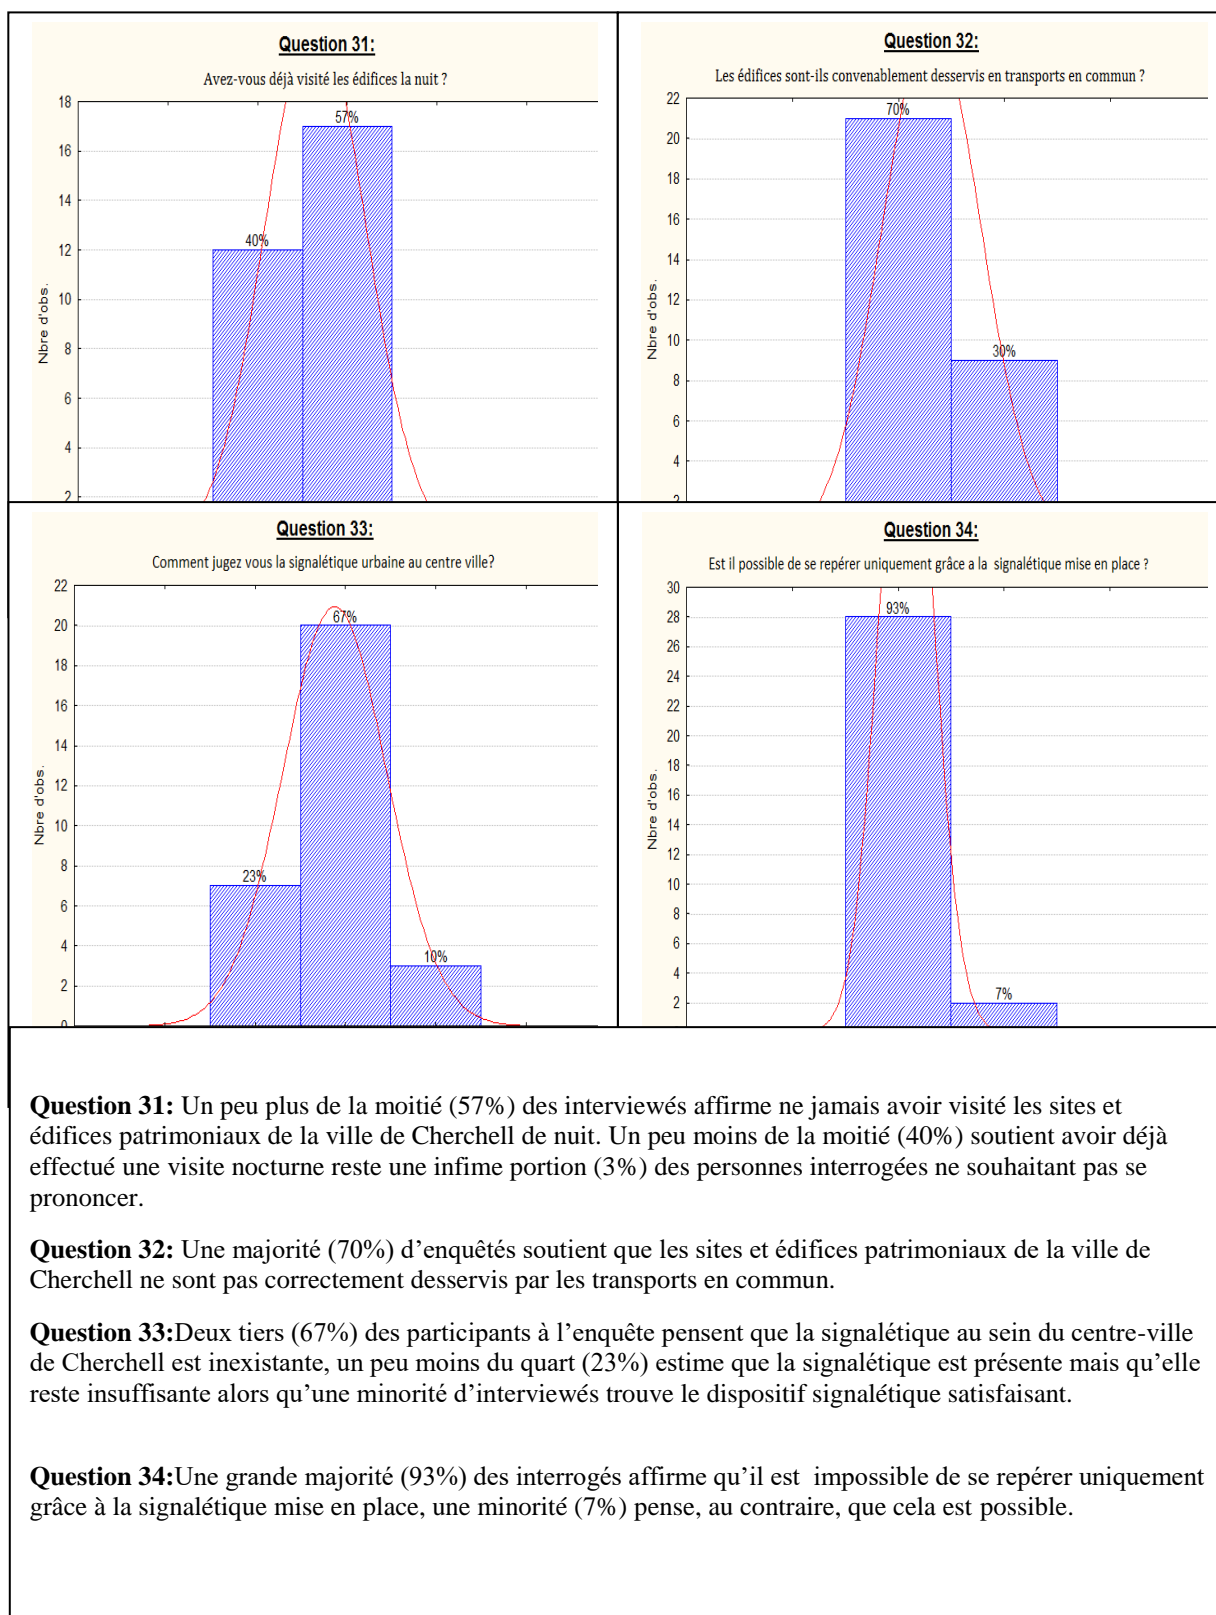 Question 31:
Avez-vous déjà visité les édifices la nuit ?
18
16
14
12
10
8
6
4
2
Nbre d'obs.
40%
57%
Question 32:
Les édifices sont-ils convenablement desservis en transports en commun ?
22
20
18
16
14
12
10
8
6
4
2
Nbre d'obs.
70%
30%
Question 33:
Comment jugez vous la signalétique urbaine au centre ville?
22
20
18
16
14
12
10
8
6
4
2
0
Nbre d'obs.
23%
67%
10%
Question 34:
Est il possible de se repérer uniquement grâce a la signalétique mise en place ?
30
28
26
24
22
20
18
16
14
12
10
8
6
4
2
Nbre d'obs.
93%
7%
Question 31: Un peu plus de la moitié (57%) des interviewés affirme ne jamais avoir visité les sites et
édifices patrimoniaux de la ville de Cherchell de nuit. Un peu moins de la moitié (40%) soutient avoir déjà
effectué une visite nocturne reste une infime portion (3%) des personnes interrogées ne souhaitant pas se
prononcer.
Question 32: Une majorité (70%) d’enquêtés soutient que les sites et édifices patrimoniaux de la ville de
Cherchell ne sont pas correctement desservis par les transports en commun.
Question 33:Deux tiers (67%) des participants à l’enquête pensent que la signalétique au sein du centre-ville
de Cherchell est inexistante, un peu moins du quart (23%) estime que la signalétique est présente mais qu’elle
reste insuffisante alors qu’une minorité d’interviewés trouve le dispositif signalétique satisfaisant.
Question 34:Une grande majorité (93%) des interrogés affirme qu’il est impossible de se repérer uniquement
grâce à la signalétique mise en place, une minorité (7%) pense, au contraire, que cela est possible.